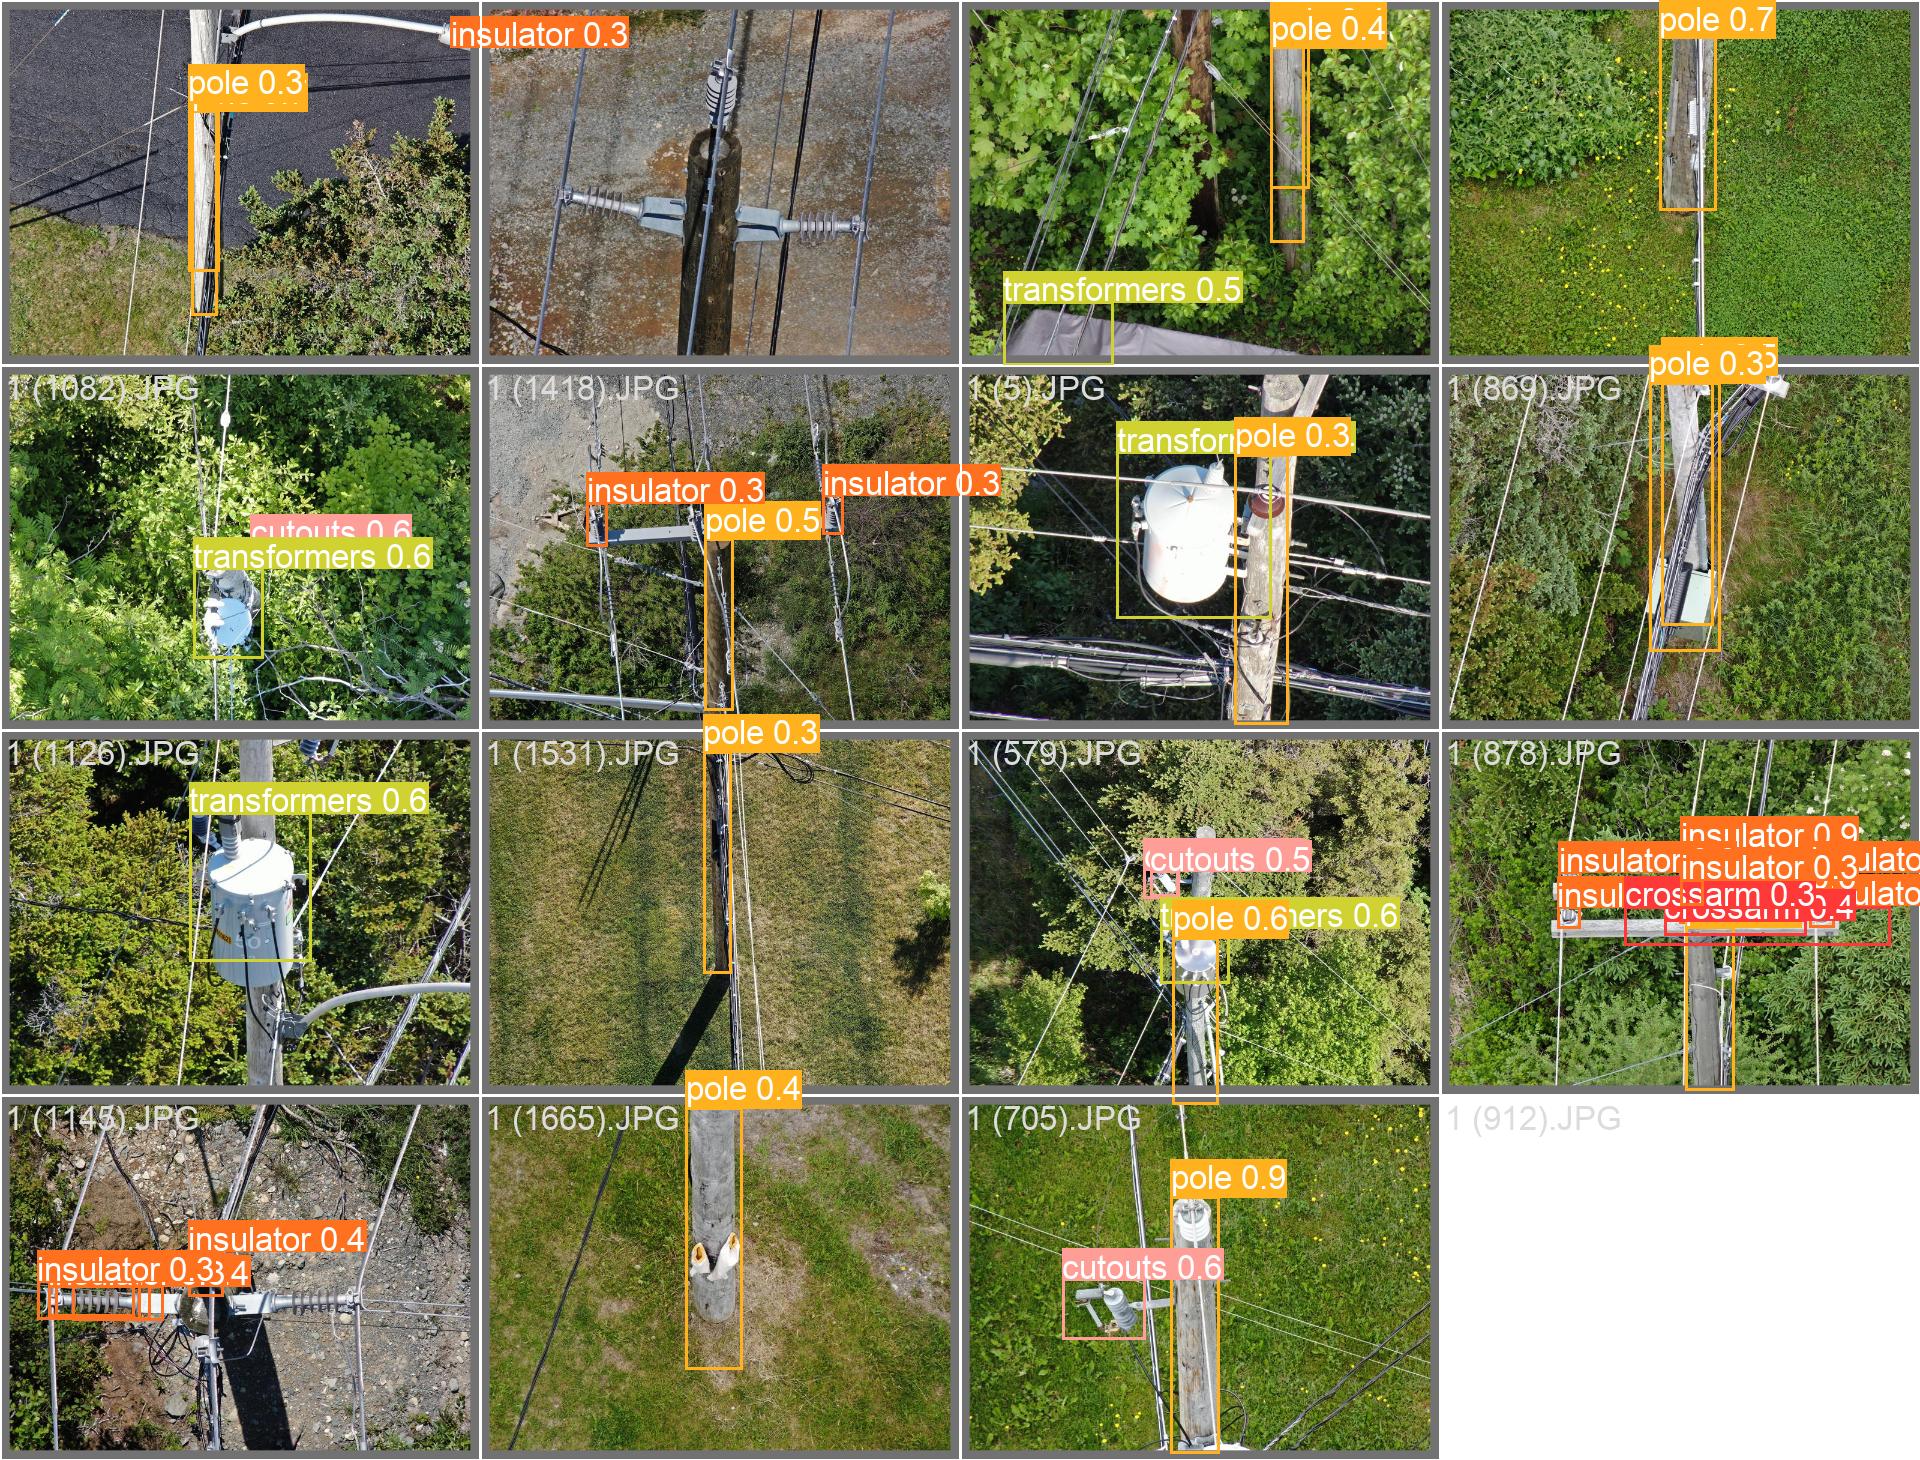 insulator 0.3
pole 0.3
pole 0.4
pole 0.7
transformers 0.5
1 (1082).JPG
1 (1418).JPG
1 (5).JPG
1 (869).JPG
pole 0.3
cutouts 0.6
transformers 0.6
insulator 0.3
insulator 0.3
pole 0.5
pole 0.3
1 (1126).JPG
1 (1531).JPG
1 (579).JPG
1 (878).JPG
pole 0.3
transformers 0.6
cutouts 0.5
pole 0.6
insulator 0.9
insulator
insulator 0.3
crossarm 0.3
crossarm 0.4
1 (1145).JPG
1 (1665).JPG
1 (705).JPG
1 (912).JPG
pole 0.4
insulator 0.4
insulator 0.3
pole 0.9
cutouts 0.6